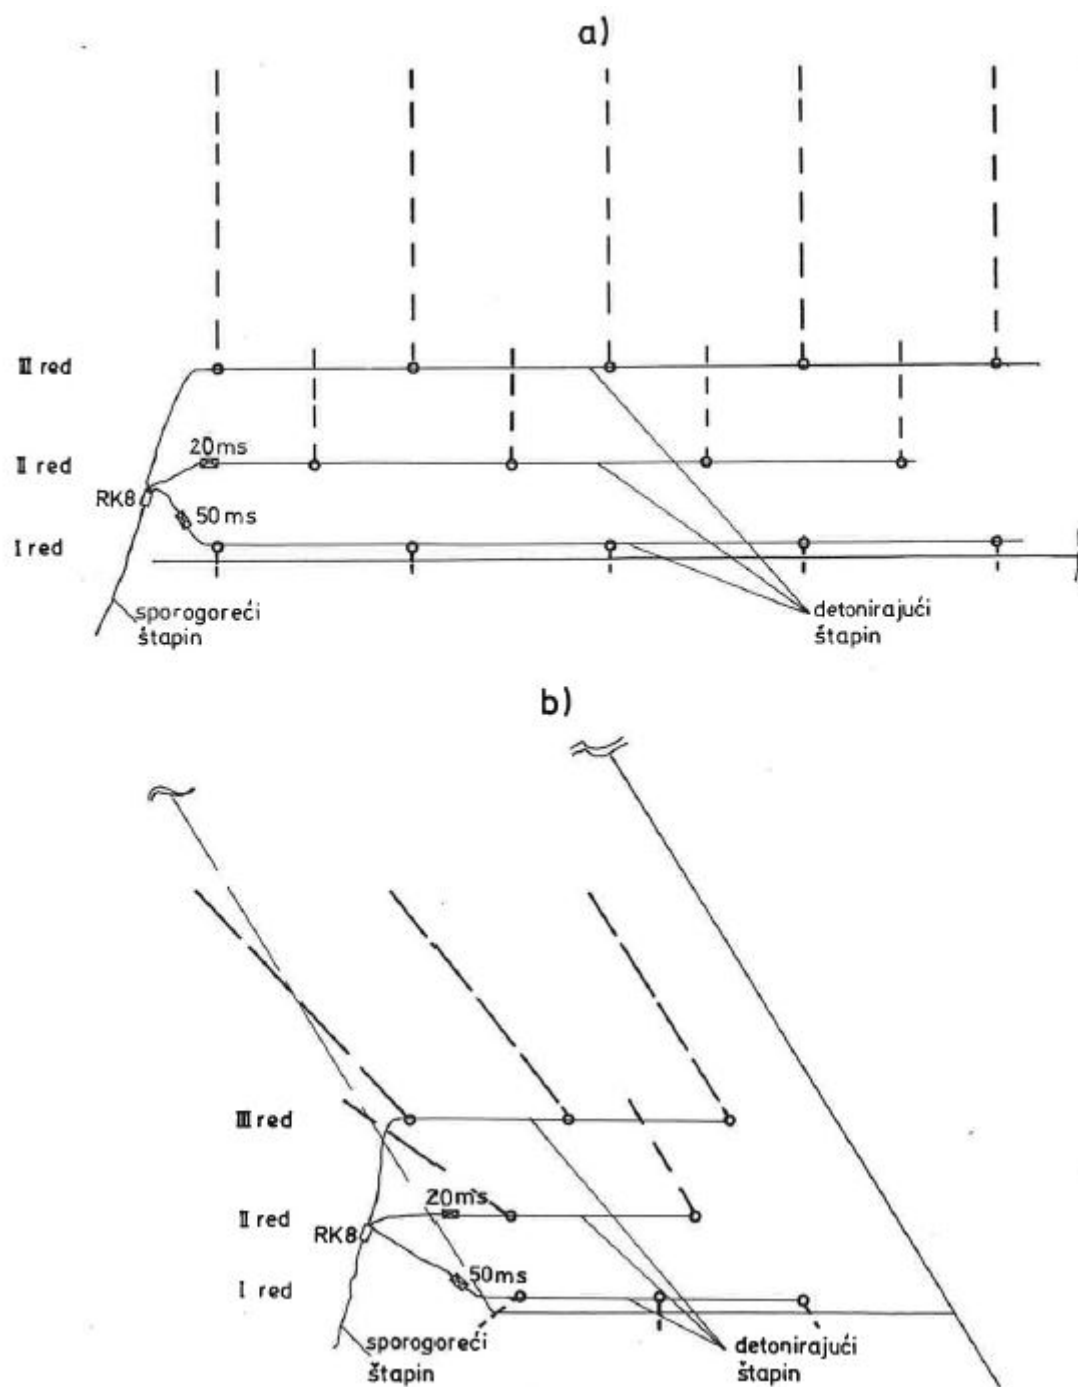 a)
III red
20ms
II red
RK8
50ms
I red
sporogoreći
štapin
detonirajući
štapin
b)
III red
20ms
II red
RK8
50ms
I red
sporogoreći
štapin
detonirajući
štapin